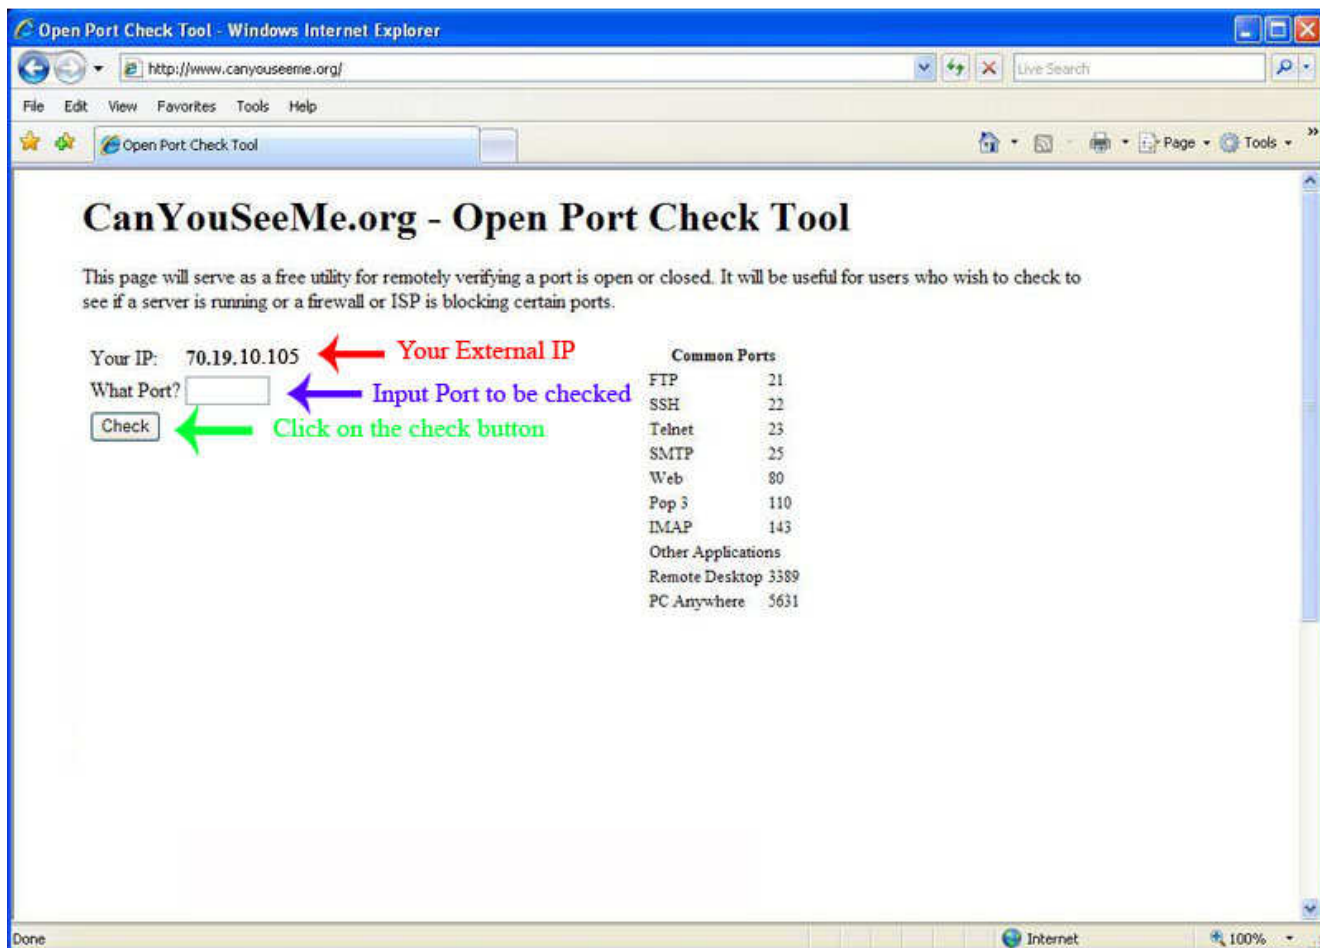 Open Port Check Tool - Windows Internet Explorer
http://www.canyouseeme.org/
Live Search
File Edit View Favorites Tools Help
Open Port Check Tool
Page
Tools
CanYouSeeMe.org - Open Port Check Tool
This page will serve as a free utility for remotely verifying a port is open or closed. It will be useful for users who wish to check to
see if a server is running or a firewall or ISP is blocking certain ports.
Your IP: 70.19.10.105 Your External IP
What Port? Input Port to be checked
Check Click on the check button
Common Ports
FTP 21
SSH 22
Telnet 23
SMTP 25
Web 80
Pop 3 110
IMAP 143
Other Applications
Remote Desktop 3389
PC Anywhere 5631
Done
Internet
100%